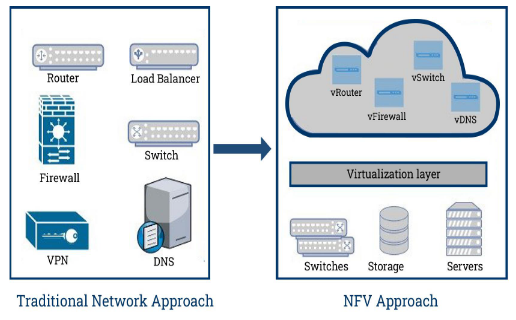 Router
Load Balancer
Firewall
Switch
VPN
DNS
Traditional Network Approach
vRouter
vSwitch
vFirewall
vDNS
Virtualization layer
Switches
Storage
Servers
NFV Approach